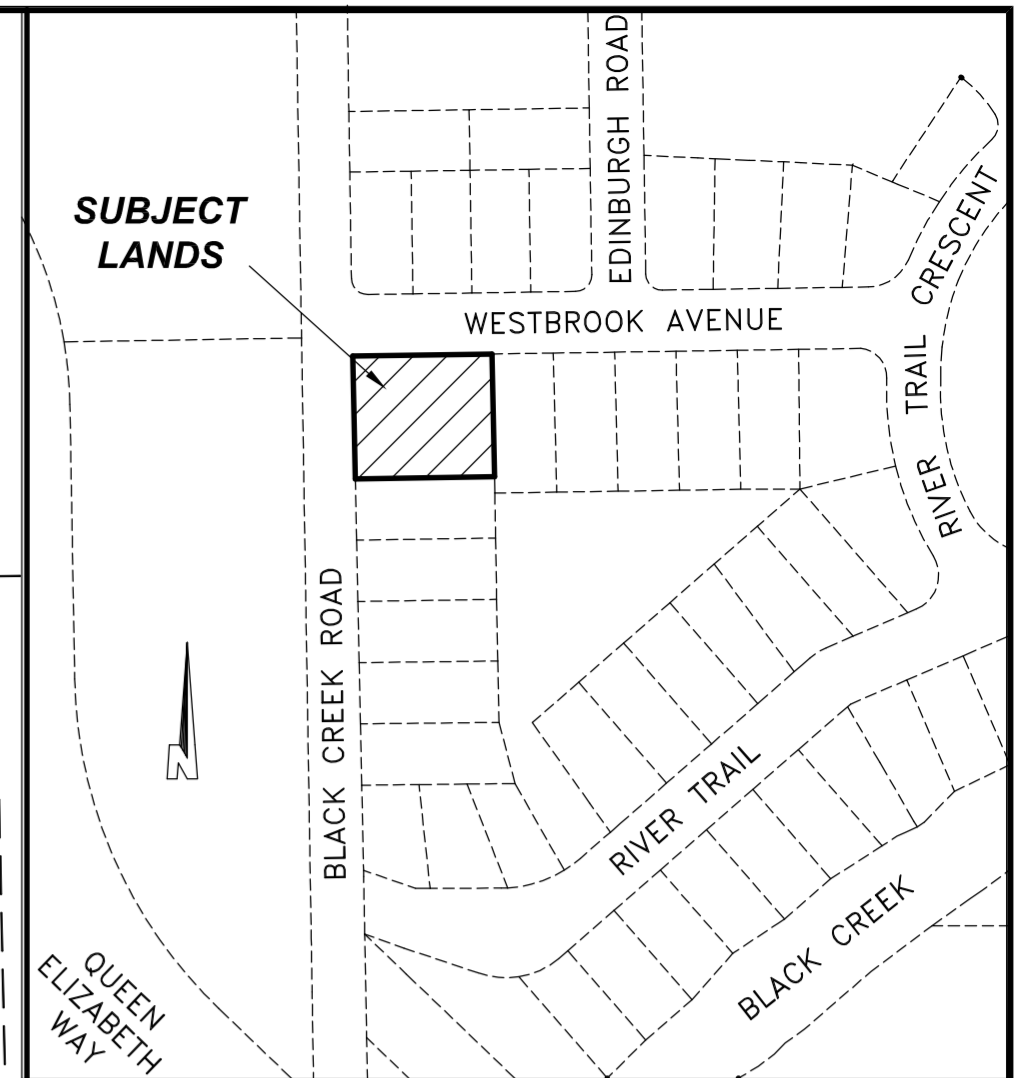 EDINBURGH ROAD
SUBJECT
LANDS
WESTBROOK AVENUE
RIVER TRAIL CRESCENT
BLACK CREEK ROAD
N
RIVER TRAIL
BLACK CREEK
QUEEN
ELIZABETH
WAY